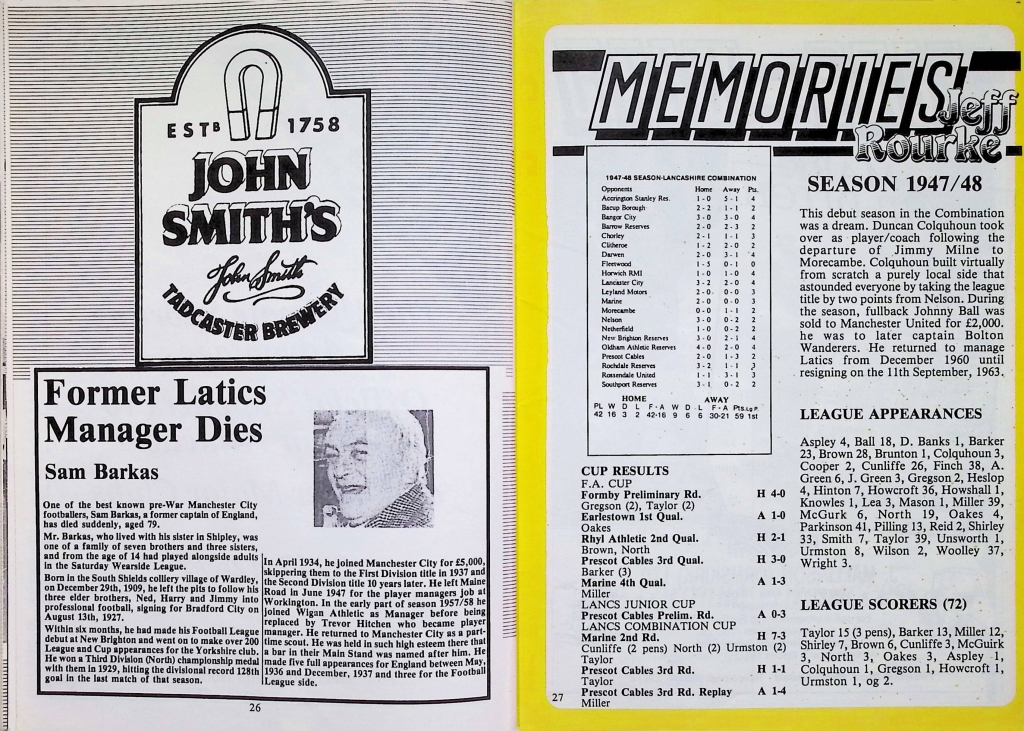 ESTB 1758
JOHN
SMITH'S
John Smith
TADCASTER BREWERY
Former Latics
Manager Dies
Sam Barkas
One of the best known pre-War Manchester City
footballers, Sam Barkas, a former captain of England,
has died suddenly, aged 79.
Mr. Barkas, who lived with his sister in Shipley, was
one of a family of seven brothers and three sisters,
and from the age of 14 had played alongside adults
in the Saturday Wearside League.
Born in the South Shields colliery village of Wardley,
on December 29th, 1909, he left the pits to follow his
three elder brothers, Ned, Harry and Jimmy into
professional football, signing for Bradford City on
August 13th, 1927.
Within six months, he had made his Football League
debut at New Brighton and went on to make over 200
League and Cup appearances for the Yorkshire club.
He won a Third Division (North) championship medal
with them in 1929, hitting the divisional record 128th
goal in the last match of that season.
In April 1934, he joined Manchester City for £5,000,
skippering them to the First Division title in 1937 and
the Second Division title 10 years later. He left Maine
Road in June 1947 for the player managers job at
Workington. In the early part of season 1957/58 he
joined Wigan Athletic as Manager before being
replaced by Trevor Hitchen who became player
manager. He returned to Manchester City as a part-
time scout. He was held in such high esteem there that
a bar in their Main Stand was named after him. He
made five full appearances for England between May,
1936 and December, 1937 and three for the Football
League side.
26
MEMORIES
Jeff
Rourke
1947-48 SEASON-LANCASHIRE COMBINATION
Opponents Home Away Pts.
Accrington Stanley Res. 1 - 0 5 - 1 4
Bacup Borough 2 - 2 1 - 1 2
Bangor City 3 - 0 3 - 0 4
Barrow Reserves 2 - 0 2 - 3 2
Chorley 2 - 1 1 - 1 3
Clitheroe 1 - 2 2 - 0 2
Darwen 2 - 0 3 - 1 4
Fleetwood 1 - 5 0 - 1 0
Horwich RMI 1 - 0 1 - 0 4
Lancaster City 3 - 2 2 - 0 4
Leyland Motors 2 - 0 0 - 0 3
Marine 2 - 0 0 - 0 3
Morecambe 0 - 0 1 - 1 2
Nelson 3 - 0 0 - 2 2
Netherfield 1 - 0 0 - 2 2
New Brighton Reserves 3 - 0 2 - 1 4
Oldham Athletic Reserves 4 - 0 2 - 0 4
Prescot Cables 2 - 0 1 - 3 2
Rochdale Reserves 3 - 2 1 - 1 3
Rossendale United 1 - 1 3 - 1 3
Southport Reserves 3 - 1 0 - 2 2
HOME AWAY
PL W D L F - A W D L F - A Pts. Lg P.
42 16 3 2 42-16 9 6 6 30-21 59 1st
CUP RESULTS
F.A. CUP
Formby Preliminary Rd. H 4-0
Gregson (2), Taylor (2)
Earlestown 1st Qual. A 1-0
Oakes
Rhyl Athletic 2nd Qual. H 2-1
Brown, North
Prescot Cables 3rd Qual. H 3-0
Barker (3)
Marine 4th Qual. A 1-3
Miller
LANCS JUNIOR CUP
Prescot Cables Prelim. Rd. A 0-3
LANCS COMBINATION CUP
Marine 2nd Rd. H 7-3
Cunliffe (2 pens) North (2) Urmston (2)
Taylor
Prescot Cables 3rd Rd. H 1-1
Taylor
Prescot Cables 3rd Rd. Replay A 1-4
Miller
27
SEASON 1947/48
This debut season in the Combination
was a dream. Duncan Colquhoun took
over as player/coach following the
departure of Jimmy Milne to
Morecambe. Colquhoun built virtually
from scratch a purely local side that
astounded everyone by taking the league
title by two points from Nelson. During
the season, fullback Johnny Ball was
sold to Manchester United for £2,000.
he was to later captain Bolton
Wanderers. He returned to manage
Latics from December 1960 until
resigning on the 11th September, 1963.
LEAGUE APPEARANCES
Aspley 4, Ball 18, D. Banks 1, Barker
23, Brown 28, Brunton 1, Colquhoun 3,
Cooper 2, Cunliffe 26, Finch 38, A.
Green 6, J. Green 3, Gregson 2, Heslop
4, Hinton 7, Howcroft 36, Howshall 1,
Knowles 1, Lea 3, Mason 1, Miller 39,
McGurk 6, North 19, Oakes 4,
Parkinson 41, Pilling 13, Reid 2, Shirley
33, Smith 7, Taylor 39, Unsworth 1,
Urmston 8, Wilson 2, Woolley 37,
Wright 3.
LEAGUE SCORERS (72)
Taylor 15 (3 pens), Barker 13, Miller 12,
Shirley 7, Brown 6, Cunliffe 3, McGuirk
3, North 3, Oakes 3, Aspley 1,
Colquhoun 1, Gregson 1, Howcroft 1,
Urmston 1, og 2.